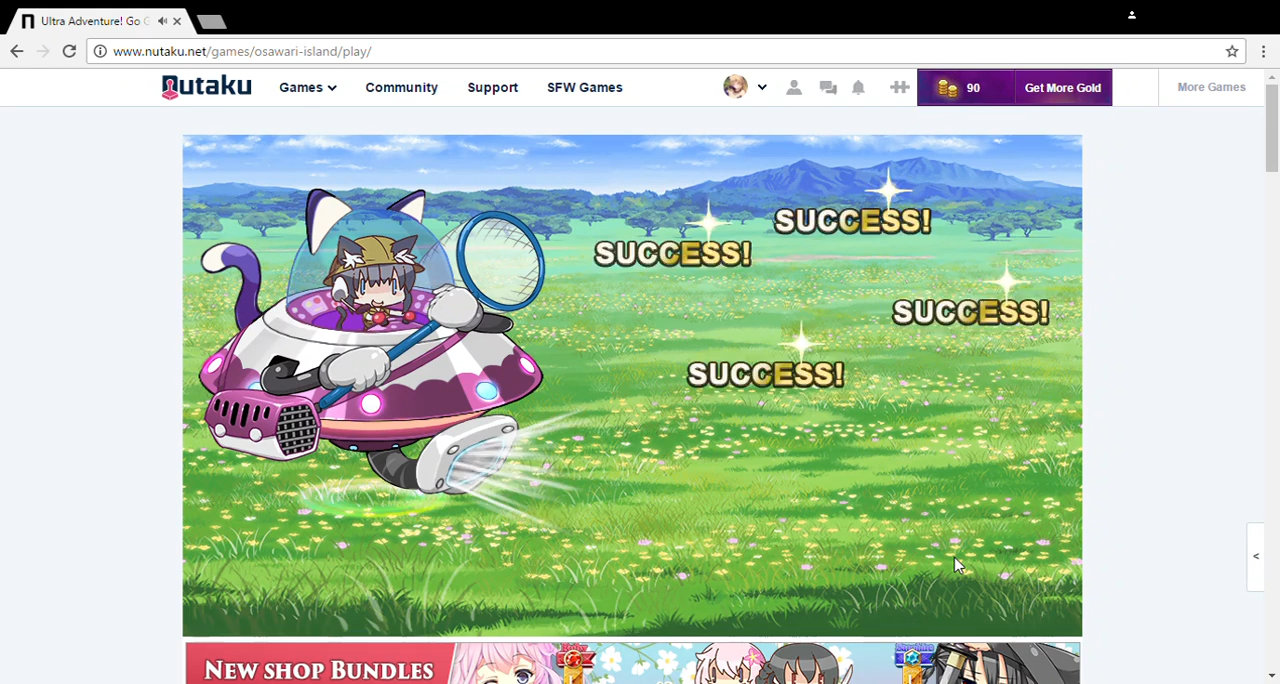 Ultra Adventure! Go G
www.nutaku.net/games/osawari-island/play/
nutaku
Games
Community
Support
SFW Games
90
Get More Gold
More Games
SUCCESS!
SUCCESS!
SUCCESS!
SUCCESS!
<
NEW SHOP BUNDLES